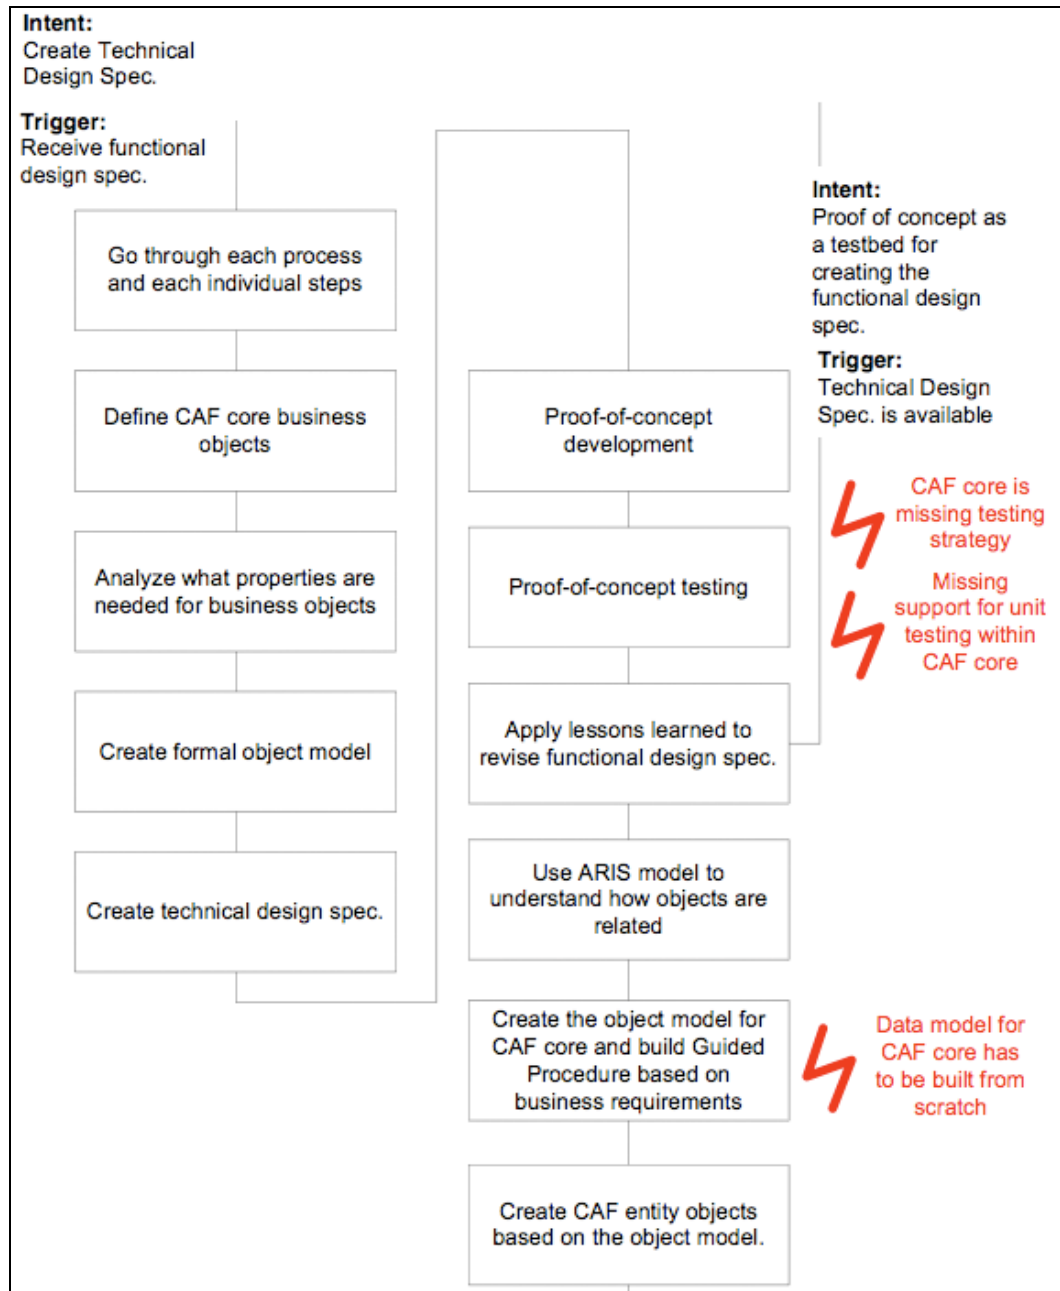 Intent:
Create Technical
Design Spec.
Trigger:
Receive functional
design spec.
Go through each process
and each individual steps
Define CAF core business
objects
Analyze what properties are
needed for business objects
Create formal object model
Create technical design spec.
Proof-of-concept
development
Proof-of-concept testing
Apply lessons learned to
revise functional design spec.
Use ARIS model to
understand how objects are
related
Create the object model for
CAF core and build Guided
Procedure based on
business requirements
Create CAF entity objects
based on the object model.
Intent:
Proof of concept as
a testbed for
creating the
functional design
spec.
Trigger:
Technical Design
Spec. is available
CAF core is
missing testing
strategy
Missing
support for unit
testing within
CAF core
Data model for
CAF core has
to be built from
scratch